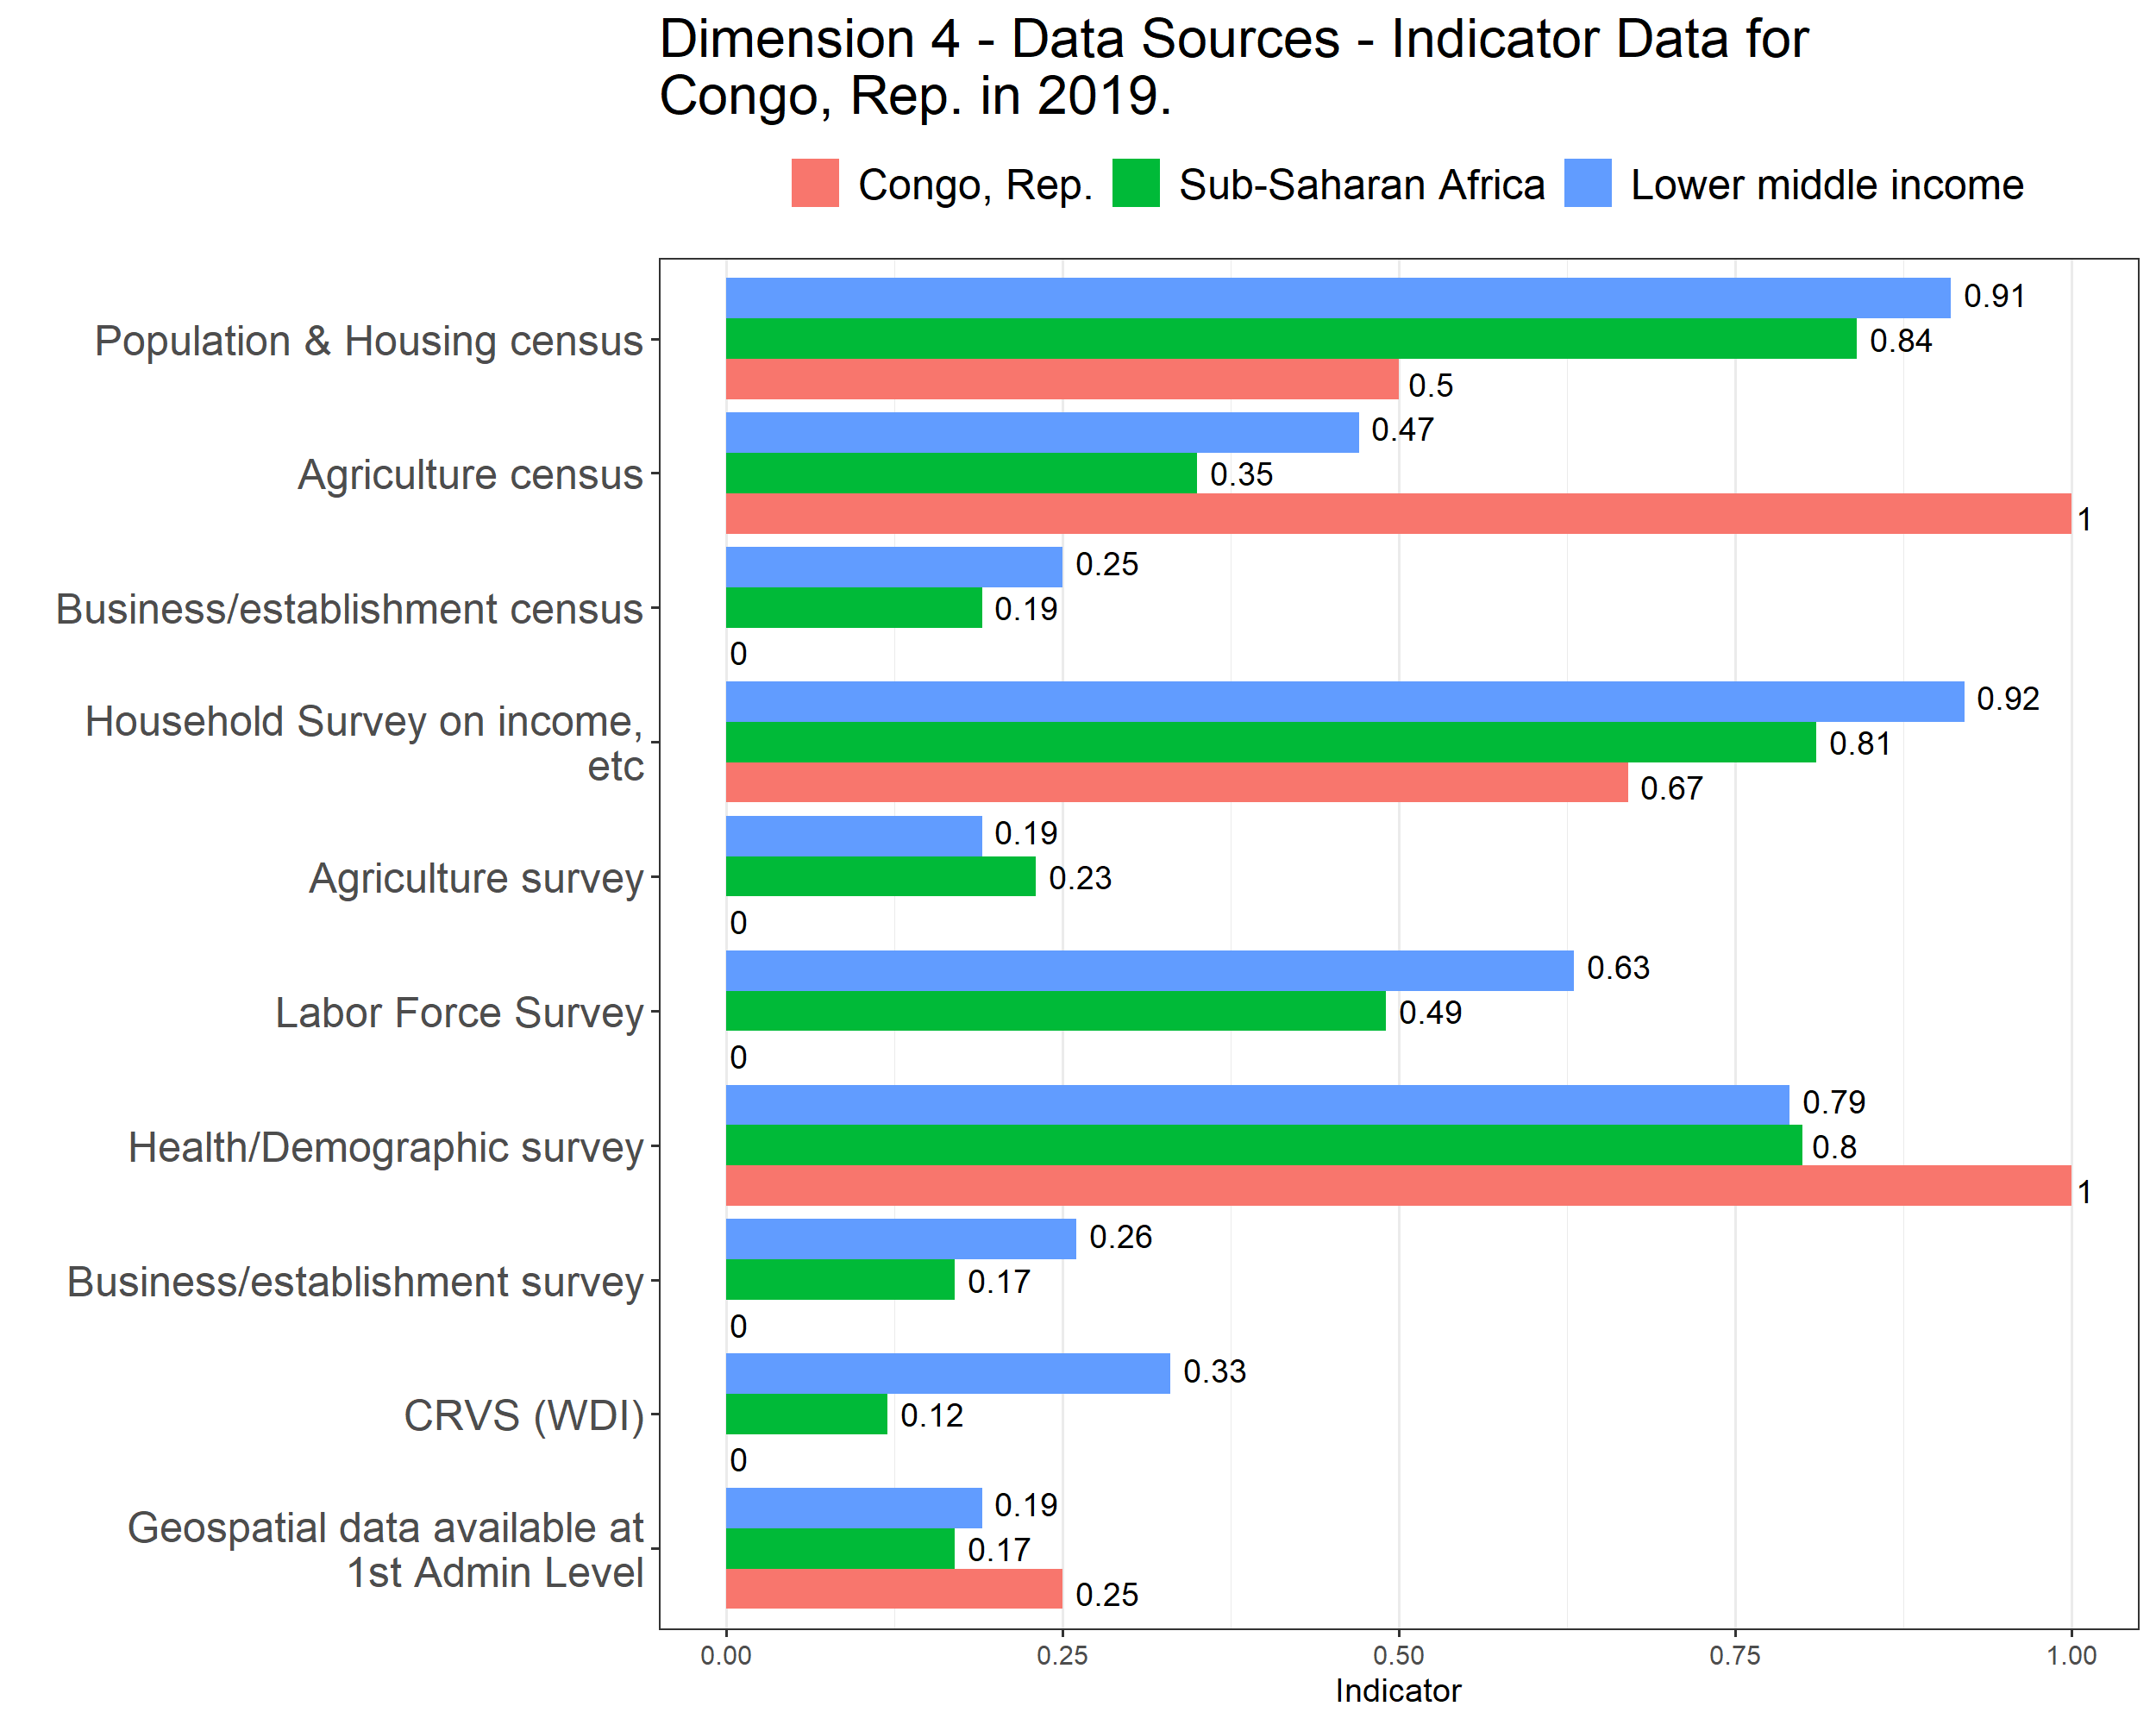 Dimension 4 - Data Sources - Indicator Data for
Congo, Rep. in 2019.
Congo, Rep. Sub-Saharan Africa Lower middle income
Population & Housing census
0.91
0.84
0.5
Agriculture census
0.47
0.35
1
Business/establishment census
0.25
0.19
0
Household Survey on income,
etc
0.92
0.81
0.67
Agriculture survey
0.19
0.23
0
Labor Force Survey
0.63
0.49
0
Health/Demographic survey
0.79
0.8
1
Business/establishment survey
0.26
0.17
0
CRVS (WDI)
0.33
0.12
0
Geospatial data available at
1st Admin Level
0.19
0.17
0.25
0.00 0.25 0.50 0.75 1.00
Indicator